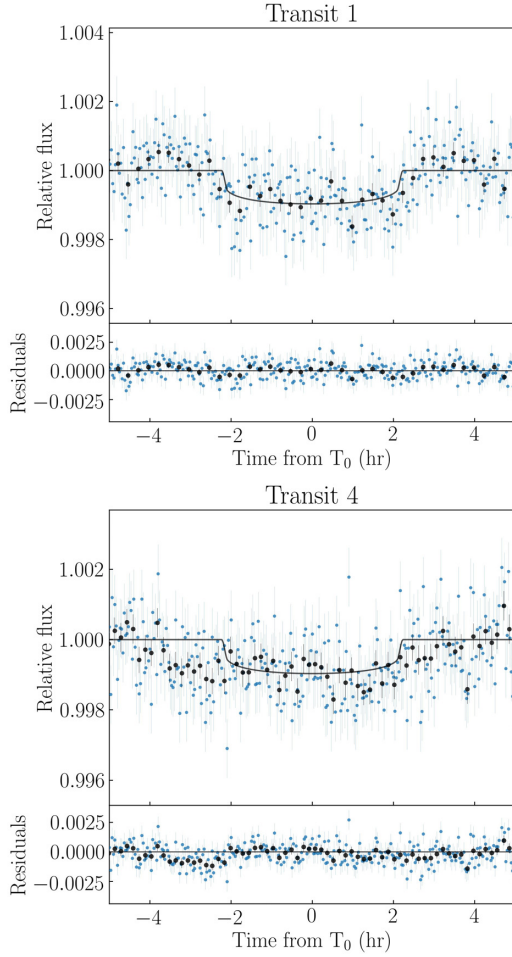 Transit 1
1.004
1.002
1.000
0.998
0.996
Relative flux
0.0025
0.0000
−0.0025
Residuals
−4 −2 0 2 4
Time from T₀ (hr)
Transit 4
1.002
1.000
0.998
0.996
Relative flux
0.0025
0.0000
−0.0025
Residuals
−4 −2 0 2 4
Time from T₀ (hr)